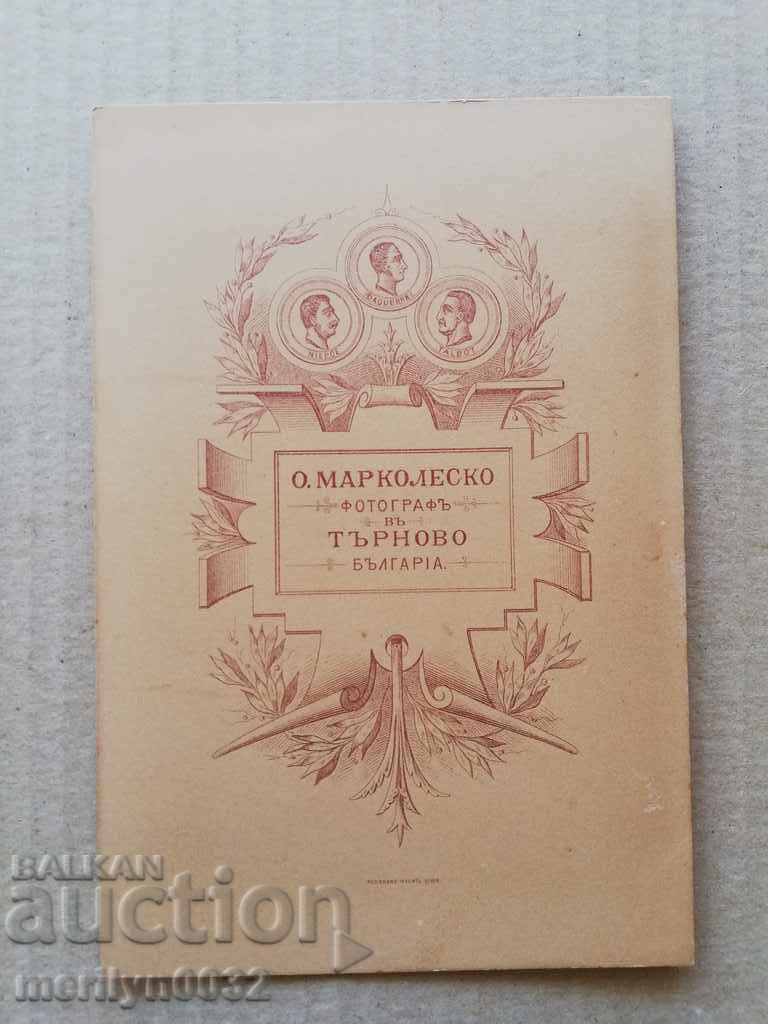 DAGUERRE
NIEPCE
TALBOT
О. МАРКОЛЕСКО
ФОТОГРАФЪ
ВЪ
ТЪРНОВО
БЪЛГАРІА.
BALKAN
auction
merilyn0032